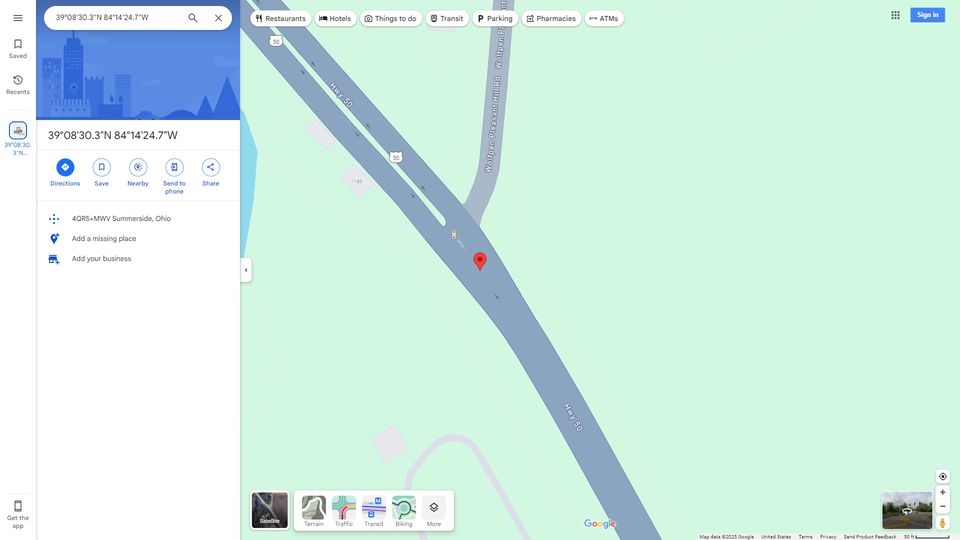 39°08'30.3"N 84°14'24.7"W
Restaurants
Hotels
Things to do
Transit
Parking
Pharmacies
ATMs
Sign in
Saved
Recents
39°08'30.
3"N...
39°08'30.3"N 84°14'24.7"W
Directions
Save
Nearby
Send to
phone
Share
4QR5+MWV Summerside, Ohio
Add a missing place
Add your business
50
Hwy 50
50
Wolfpen Pleasant Hill Rd
1183
Hwy 50
Get the
app
Satellite
Terrain
Traffic
Transit
Biking
More
Google
Map data ©2025 Google
United States
Terms
Privacy
Send Product Feedback
50 ft